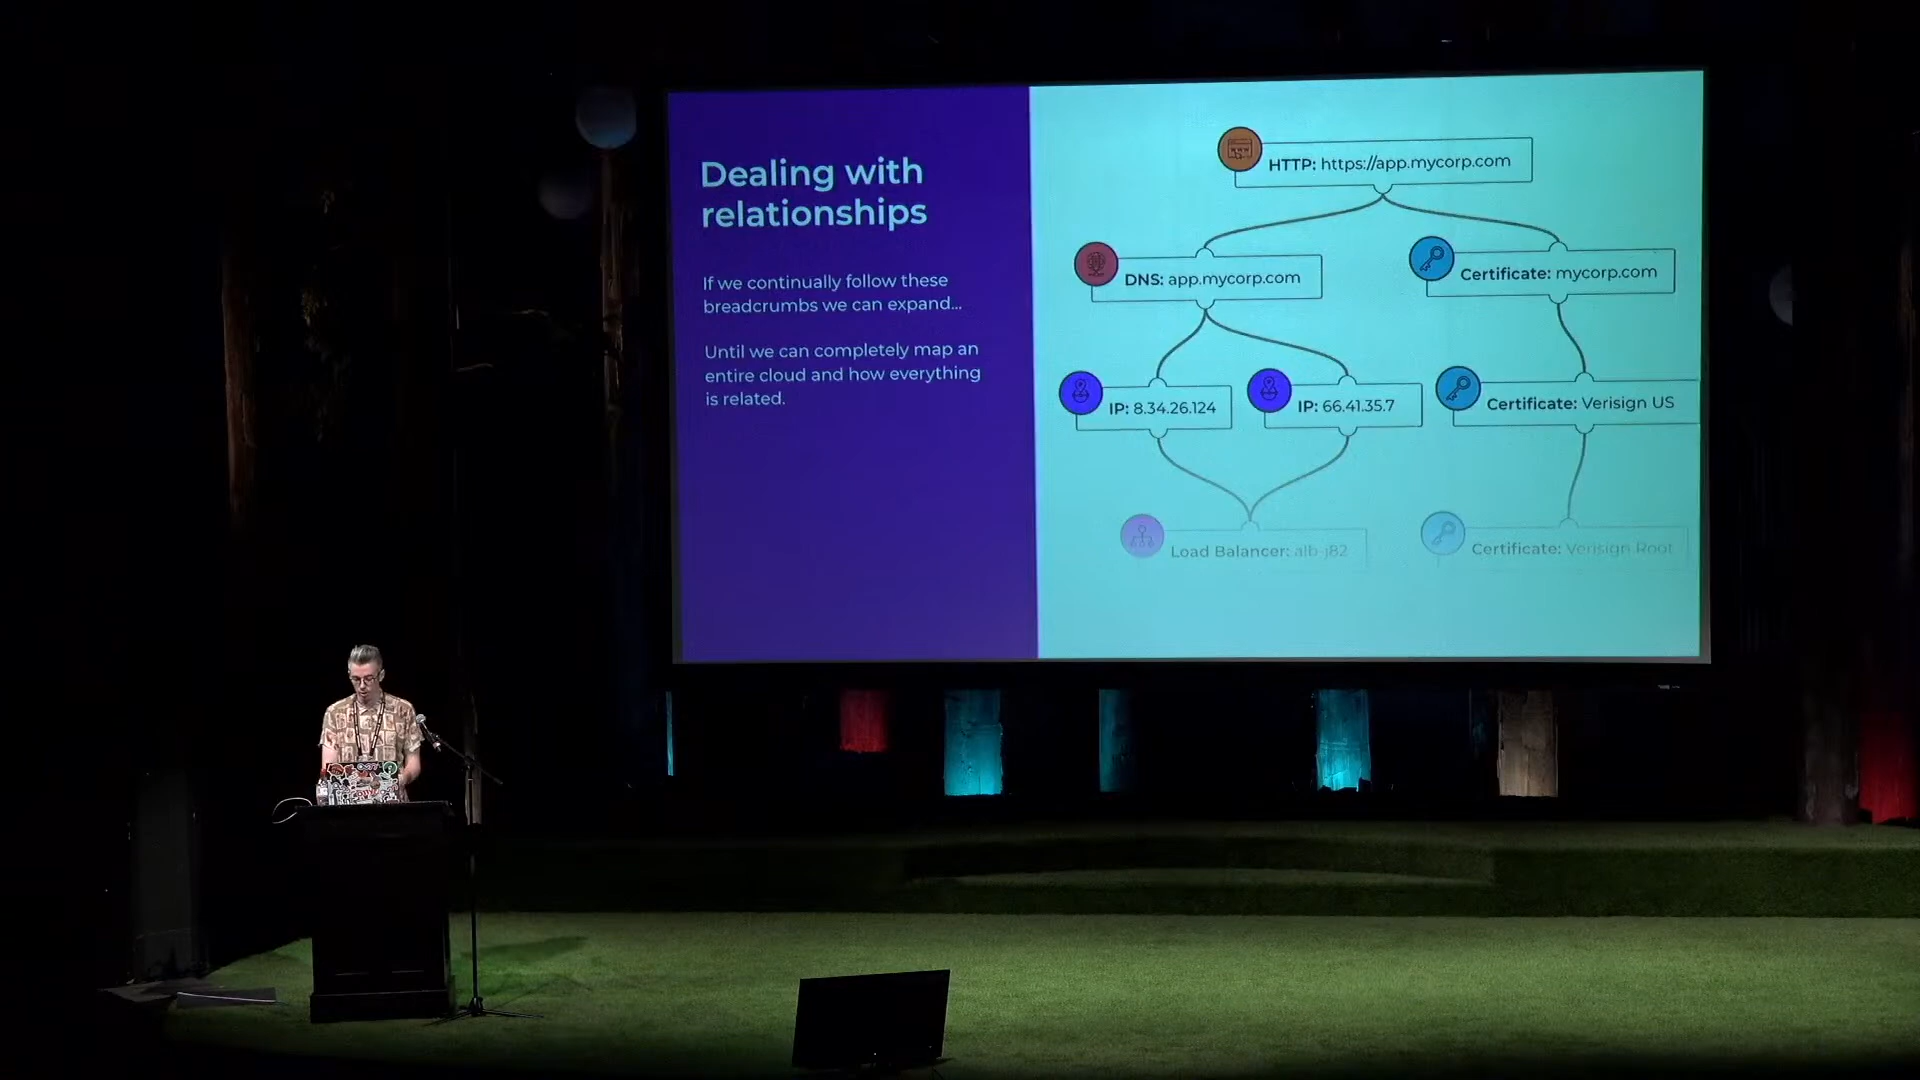 Dealing with
relationships
If we continually follow these
breadcrumbs we can expand...
Until we can completely map an
entire cloud and how everything
is related.
HTTP: https://app.mycorp.com
DNS: app.mycorp.com
Certificate: mycorp.com
IP: 8.34.26.124
IP: 66.41.35.7
Certificate: Verisign US
Load Balancer: alb-j82
Certificate: Verisign Root